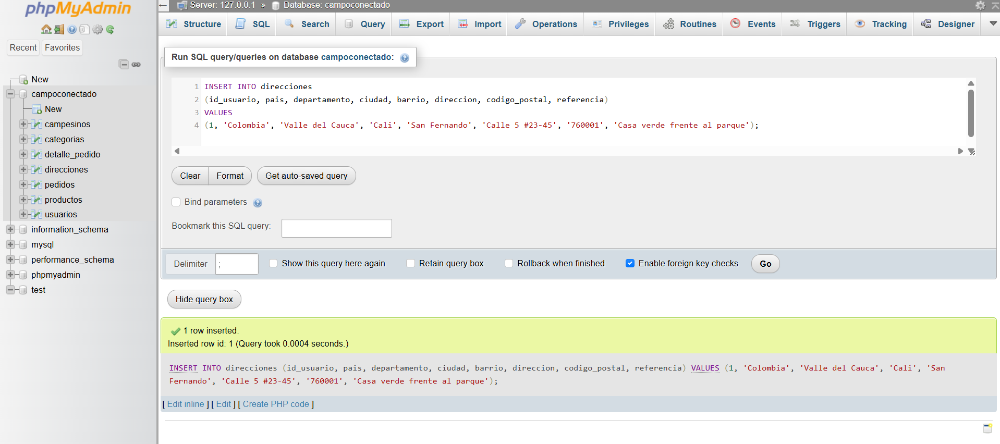 phpMyAdmin
Recent Favorites
New
campoconectado
New
campesinos
categorias
detalle_pedido
direcciones
pedidos
productos
usuarios
information_schema
mysql
performance_schema
phpmyadmin
test
Server: 127.0.0.1 » Database: campoconectado
Structure SQL Search Query Export Import Operations Privileges Routines Events Triggers Tracking Designer
Run SQL query/queries on database campoconectado:
1 INSERT INTO direcciones
2 (id_usuario, pais, departamento, ciudad, barrio, direccion, codigo_postal, referencia)
3 VALUES
4 (1, 'Colombia', 'Valle del Cauca', 'Cali', 'San Fernando', 'Calle 5 #23-45', '760001', 'Casa verde frente al parque');
Clear Format Get auto-saved query
Bind parameters
Bookmark this SQL query:
Delimiter ; Show this query here again Retain query box Rollback when finished Enable foreign key checks Go
Hide query box
1 row inserted.
Inserted row id: 1 (Query took 0.0004 seconds.)
INSERT INTO direcciones (id_usuario, pais, departamento, ciudad, barrio, direccion, codigo_postal, referencia) VALUES (1, 'Colombia', 'Valle del Cauca', 'Cali', 'San
Fernando', 'Calle 5 #23-45', '760001', 'Casa verde frente al parque');
[ Edit inline ] [ Edit ] [ Create PHP code ]